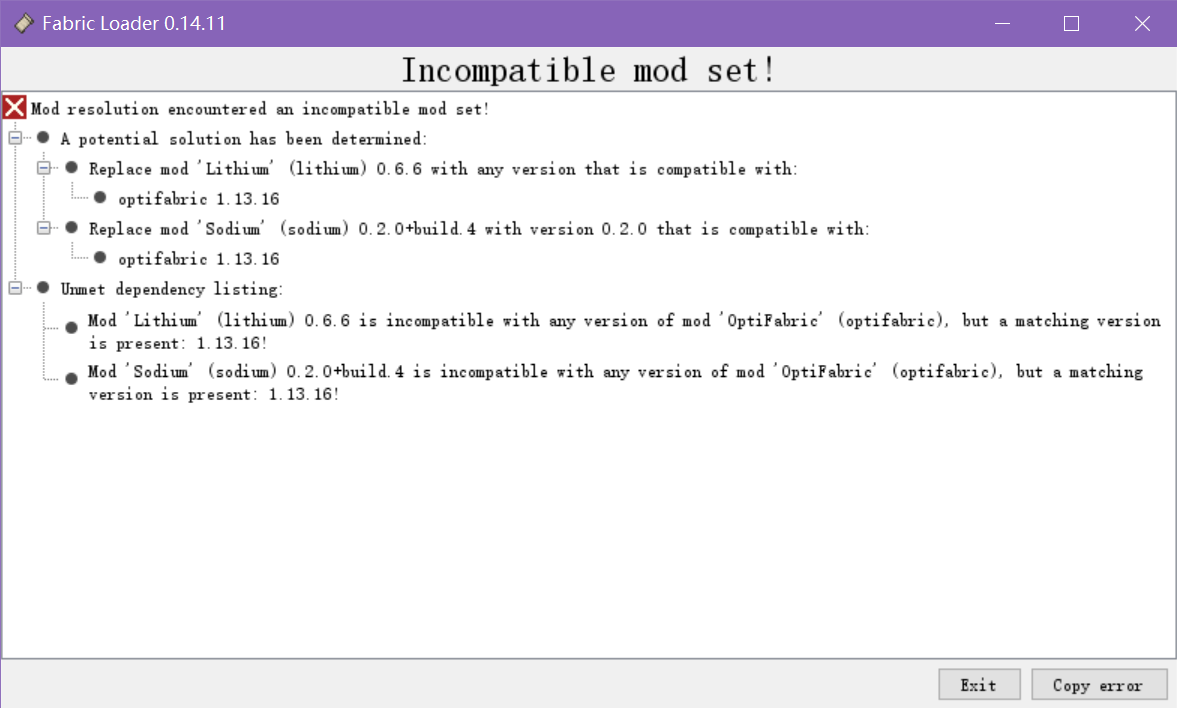 Fabric Loader 0.14.11
Incompatible mod set!
Mod resolution encountered an incompatible mod set!
A potential solution has been determined:
Replace mod 'Lithium' (lithium) 0.6.6 with any version that is compatible with:
optifabric 1.13.16
Replace mod 'Sodium' (sodium) 0.2.0+build.4 with version 0.2.0 that is compatible with:
optifabric 1.13.16
Unmet dependency listing:
Mod 'Lithium' (lithium) 0.6.6 is incompatible with any version of mod 'OptiFabric' (optifabric), but a matching version
is present: 1.13.16!
Mod 'Sodium' (sodium) 0.2.0+build.4 is incompatible with any version of mod 'OptiFabric' (optifabric), but a matching
version is present: 1.13.16!
Exit
Copy error